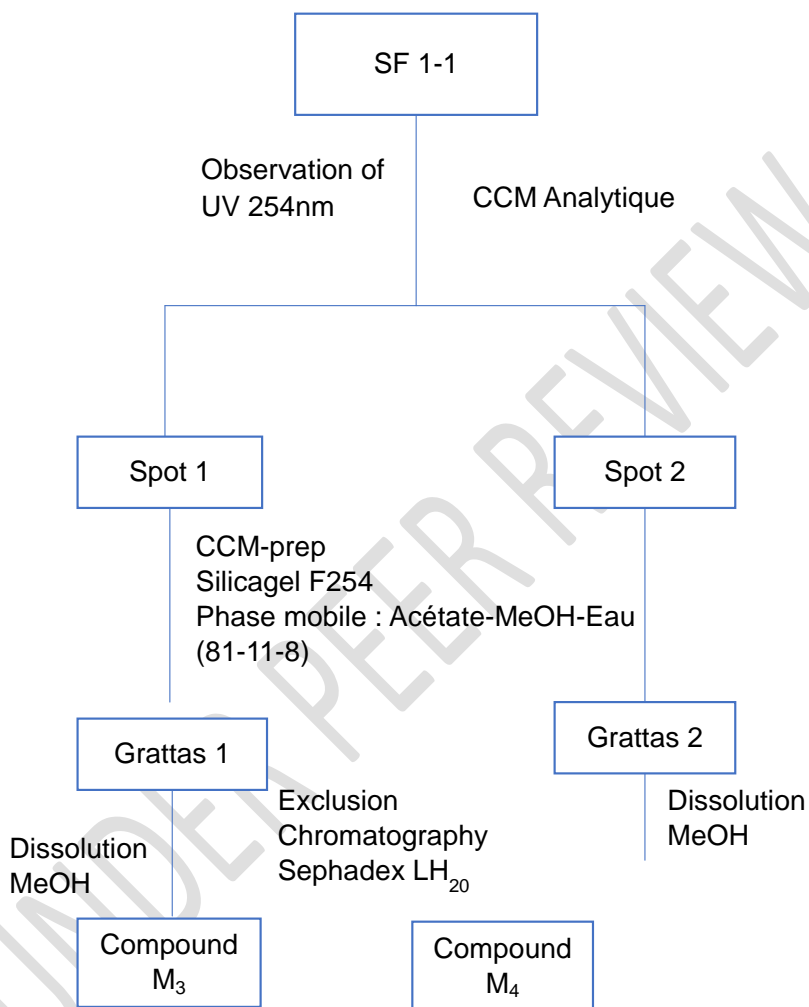 SF 1-1
Observation of
UV 254nm
CCM Analytique
Spot 1
Spot 2
CCM-prep
Silicagel F254
Phase mobile : Acétate-MeOH-Eau
(81-11-8)
Grattas 1
Grattas 2
Exclusion
Chromatography
Sephadex LH₂₀
Dissolution
MeOH
Dissolution
MeOH
Compound
M₃
Compound
M₄
UNDER PEER REVIEW